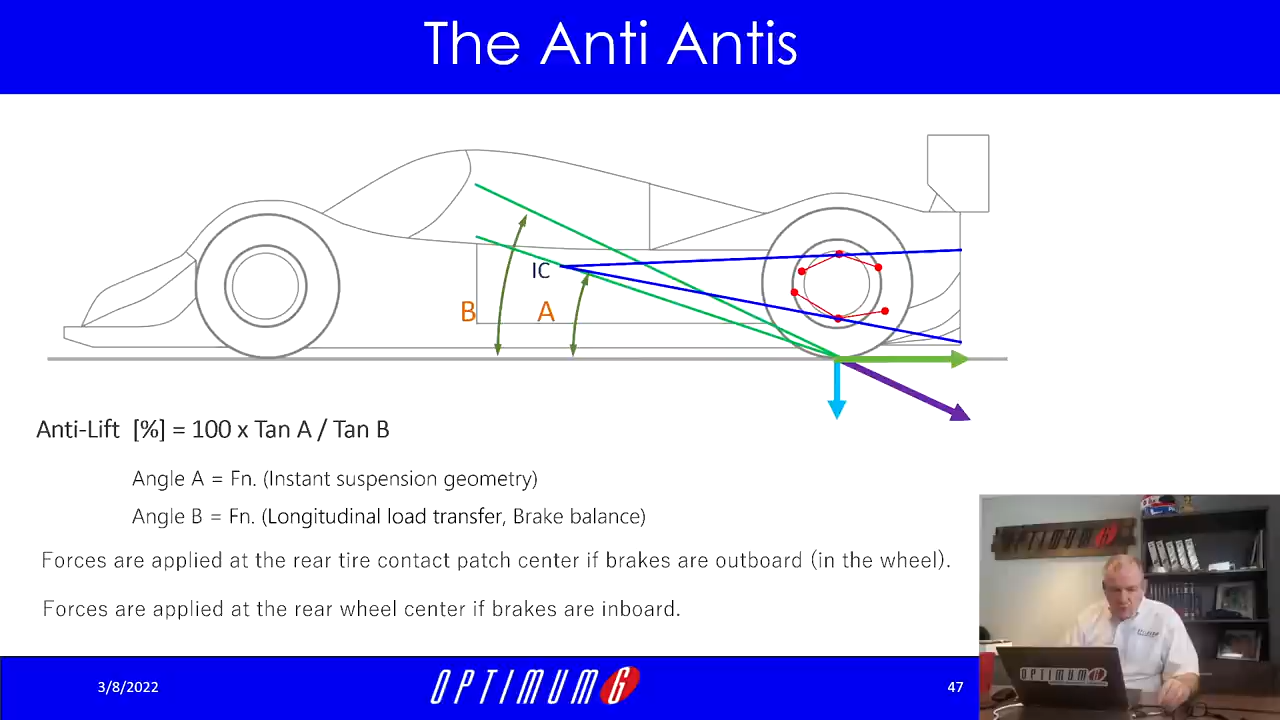 The Anti Antis
IC
B
A
Anti-Lift [%] = 100 x Tan A / Tan B
Angle A = Fn. (Instant suspension geometry)
Angle B = Fn. (Longitudinal load transfer, Brake balance)
Forces are applied at the rear tire contact patch center if brakes are outboard (in the wheel).
Forces are applied at the rear wheel center if brakes are inboard.
OPTIMUMG
OPTIMUMG
3/8/2022
OPTIMUMG
47